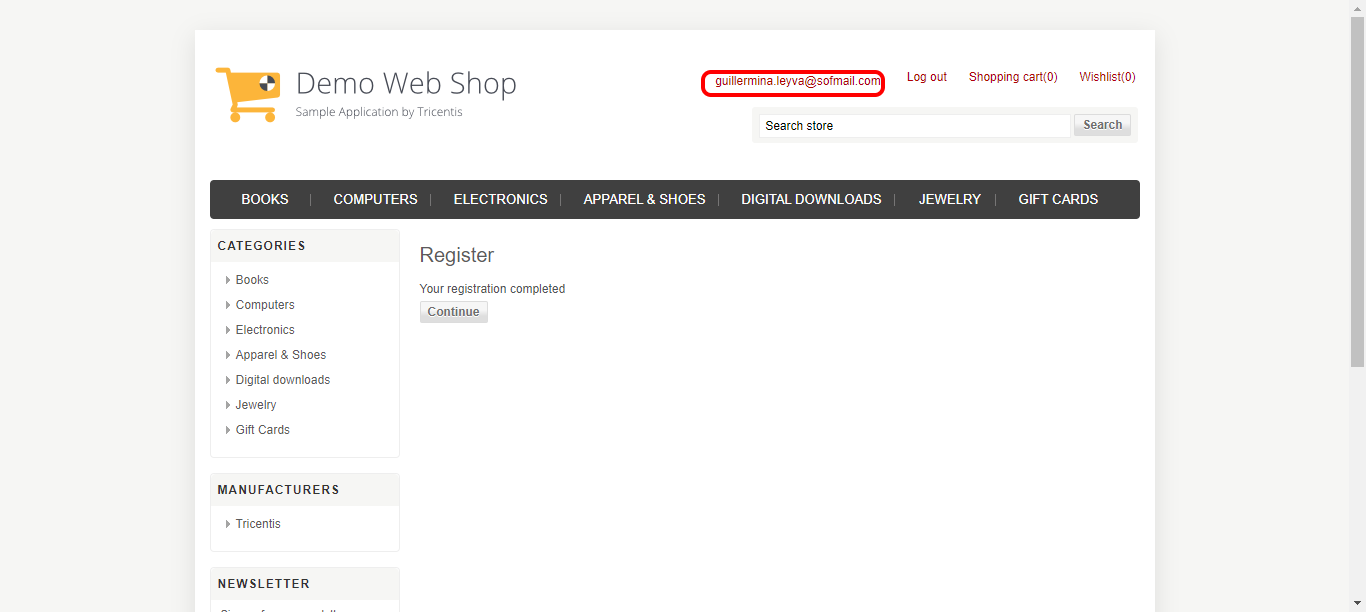 Demo Web Shop
Sample Application by Tricentis
guillermina.leyva@sofmail.com Log out Shopping cart(0) Wishlist(0)
Search store Search
BOOKS COMPUTERS ELECTRONICS APPAREL & SHOES DIGITAL DOWNLOADS JEWELRY GIFT CARDS
CATEGORIES
Books
Computers
Electronics
Apparel & Shoes
Digital downloads
Jewelry
Gift Cards
MANUFACTURERS
Tricentis
NEWSLETTER
Register
Your registration completed
Continue